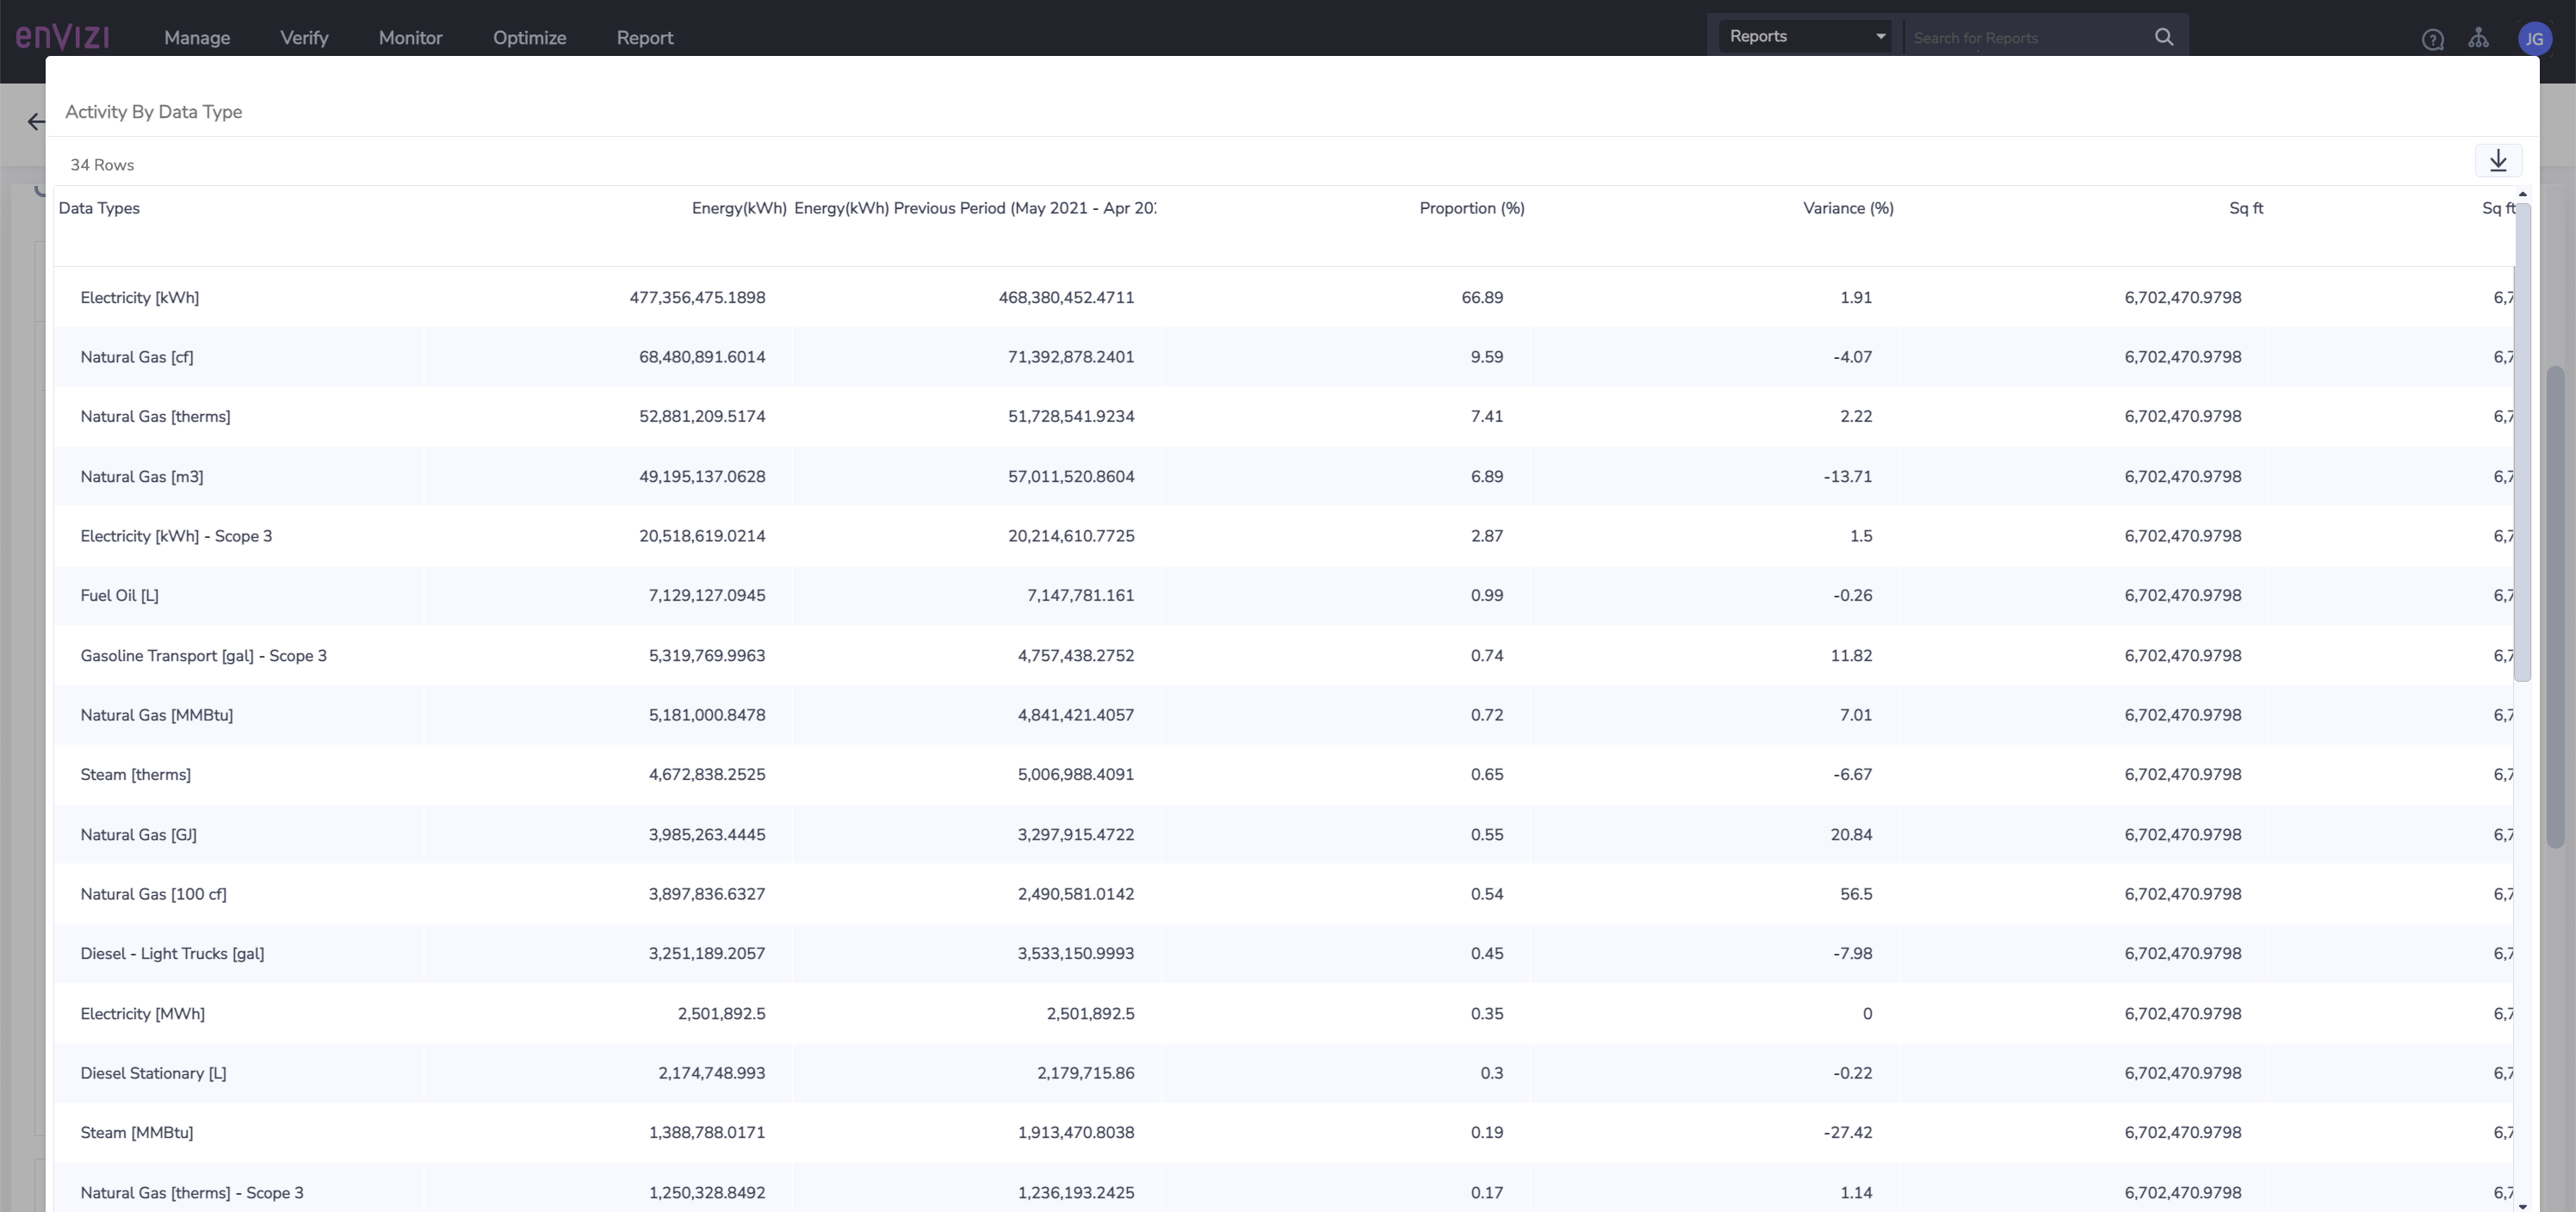 enVIZI Manage Verify Monitor Optimize Report Reports Search for Reports JG
Activity By Data Type
34 Rows
Data Types Energy(kWh) Energy(kWh) Previous Period (May 2021 - Apr 20 Proportion (%) Variance (%) Sq ft Sq ft
Electricity [kWh] 477,356,475.1898 468,380,452.4711 66.89 1.91 6,702,470.9798 6,7
Natural Gas [cf] 68,480,891.6014 71,392,878.2401 9.59 -4.07 6,702,470.9798 6,7
Natural Gas [therms] 52,881,209.5174 51,728,541.9234 7.41 2.22 6,702,470.9798 6,7
Natural Gas [m3] 49,195,137.0628 57,011,520.8604 6.89 -13.71 6,702,470.9798 6,7
Electricity [kWh] - Scope 3 20,518,619.0214 20,214,610.7725 2.87 1.5 6,702,470.9798 6,7
Fuel Oil [L] 7,129,127.0945 7,147,781.161 0.99 -0.26 6,702,470.9798 6,7
Gasoline Transport [gal] - Scope 3 5,319,769.9963 4,757,438.2752 0.74 11.82 6,702,470.9798 6,7
Natural Gas [MMBtu] 5,181,000.8478 4,841,421.4057 0.72 7.01 6,702,470.9798 6,7
Steam [therms] 4,672,838.2525 5,006,988.4091 0.65 -6.67 6,702,470.9798 6,7
Natural Gas [GJ] 3,985,263.4445 3,297,915.4722 0.55 20.84 6,702,470.9798 6,7
Natural Gas [100 cf] 3,897,836.6327 2,490,581.0142 0.54 56.5 6,702,470.9798 6,7
Diesel - Light Trucks [gal] 3,251,189.2057 3,533,150.9993 0.45 -7.98 6,702,470.9798 6,7
Electricity [MWh] 2,501,892.5 2,501,892.5 0.35 0 6,702,470.9798 6,7
Diesel Stationary [L] 2,174,748.993 2,179,715.86 0.3 -0.22 6,702,470.9798 6,7
Steam [MMBtu] 1,388,788.0171 1,913,470.8038 0.19 -27.42 6,702,470.9798 6,7
Natural Gas [therms] - Scope 3 1,250,328.8492 1,236,193.2425 0.17 1.14 6,702,470.9798 6,7